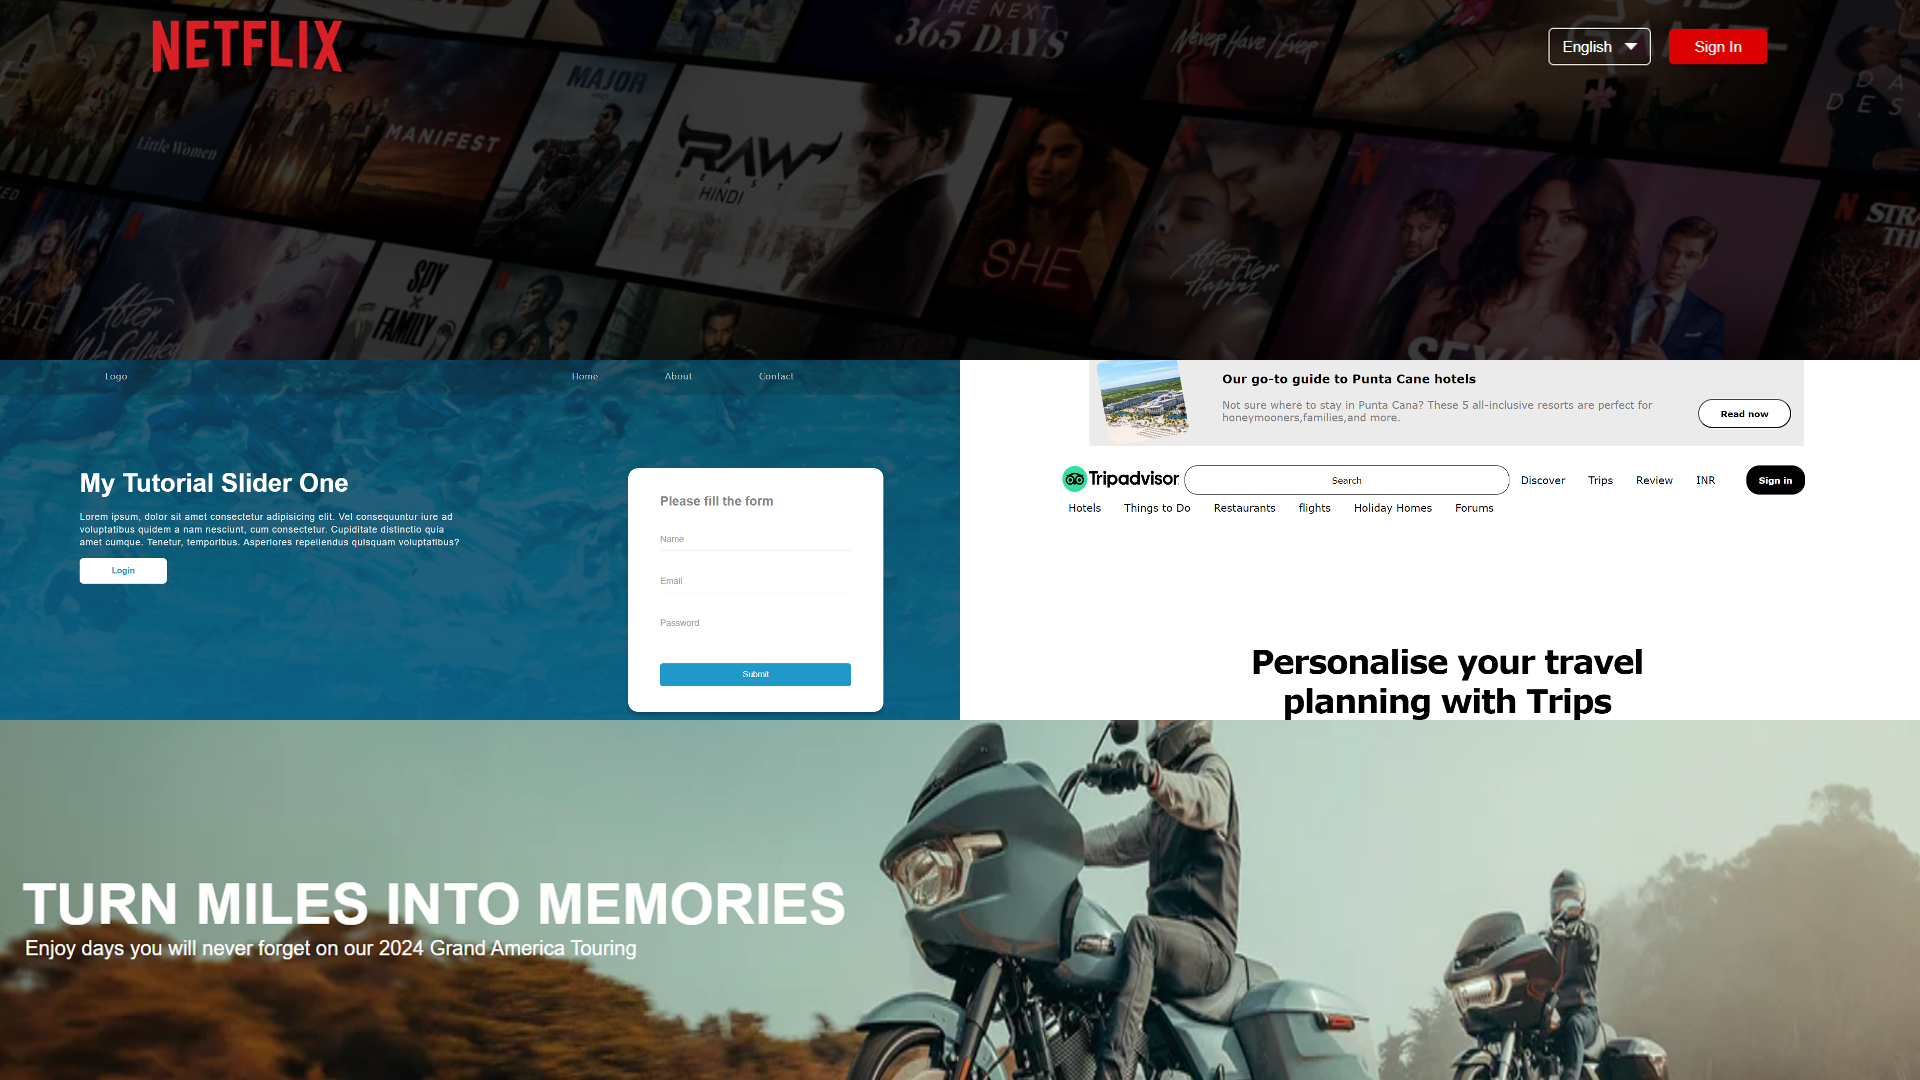 NETFLIX
English
Sign In
THE NEXT
365 DAYS
Never Have I Ever
GAME
MAJOR
MANIFEST
Little Women
RAW
BEAST
HINDI
SHE
After Ever Happy
SPY
X
FAMILY
After
We Collided
FATE
STRA
THI
SEX/LI
Logo
Home
About
Contact
My Tutorial Slider One
Lorem ipsum, dolor sit amet consectetur adipisicing elit. Vel consequuntur iure ad
voluptatibus quidem a nam nesciunt, cum consectetur. Cupiditate distinctio quia
amet cumque. Tenetur, temporibus. Asperiores repellendus quisquam voluptatibus?
Login
Please fill the form
Name
Email
Password
Submit
Our go-to guide to Punta Cane hotels
Not sure where to stay in Punta Cana? These 5 all-inclusive resorts are perfect for
honeymooners,families,and more.
Read now
Tripadvisor
Search
Discover
Trips
Review
INR
Sign in
Hotels
Things to Do
Restaurants
flights
Holiday Homes
Forums
Personalise your travel
planning with Trips
TURN MILES INTO MEMORIES
Enjoy days you will never forget on our 2024 Grand America Touring